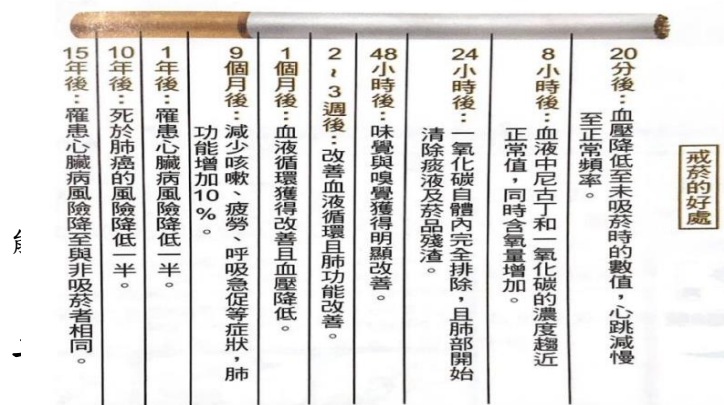 戒菸的好處
20分後：血壓降低至未吸菸時的數值，心跳減慢
至正常頻率。
8小時後：血液中尼古丁和一氧化碳的濃度趨近
正常值，同時含氧量增加。
24小時後：一氧化碳自體內完全排除，且肺部開始
清除痰液及菸品殘渣。
48小時後：味覺與嗅覺獲得明顯改善。
2～3週後：改善血液循環且肺功能改善。
1個月後：血液循環獲得改善且血壓降低。
9個月後：減少咳嗽、疲勞、呼吸急促等症狀，肺
功能增加10%。
1年後：罹患心臟病風險降低一半。
10年後：死於肺癌的風險降低一半。
15年後：罹患心臟病風險降至與非吸菸者相同。